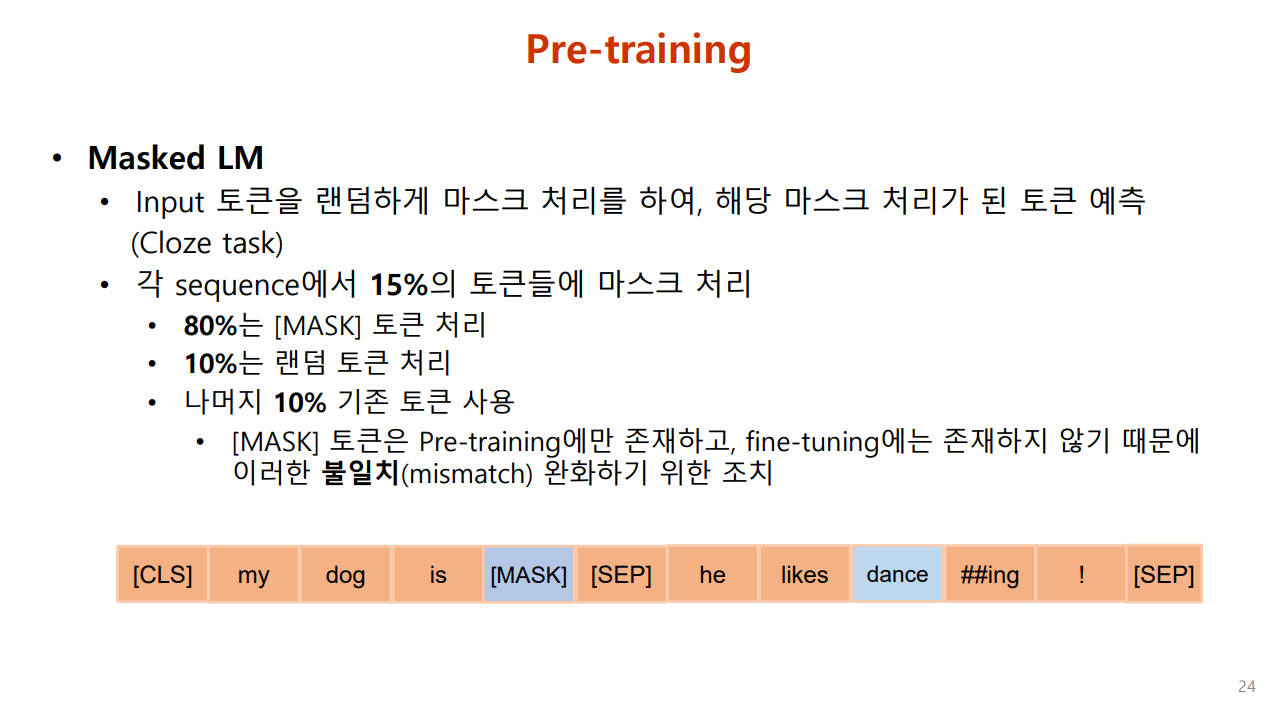 Pre-training
• Masked LM
• Input 토큰을 랜덤하게 마스크 처리를 하여, 해당 마스크 처리가 된 토큰 예측
(Cloze task)
• 각 sequence에서 15%의 토큰들에 마스크 처리
• 80%는 [MASK] 토큰 처리
• 10%는 랜덤 토큰 처리
• 나머지 10% 기존 토큰 사용
• [MASK] 토큰은 Pre-training에만 존재하고, fine-tuning에는 존재하지 않기 때문에
이러한 불일치(mismatch) 완화하기 위한 조치
[CLS] my dog is [MASK] [SEP] he likes dance ##ing ! [SEP]
24